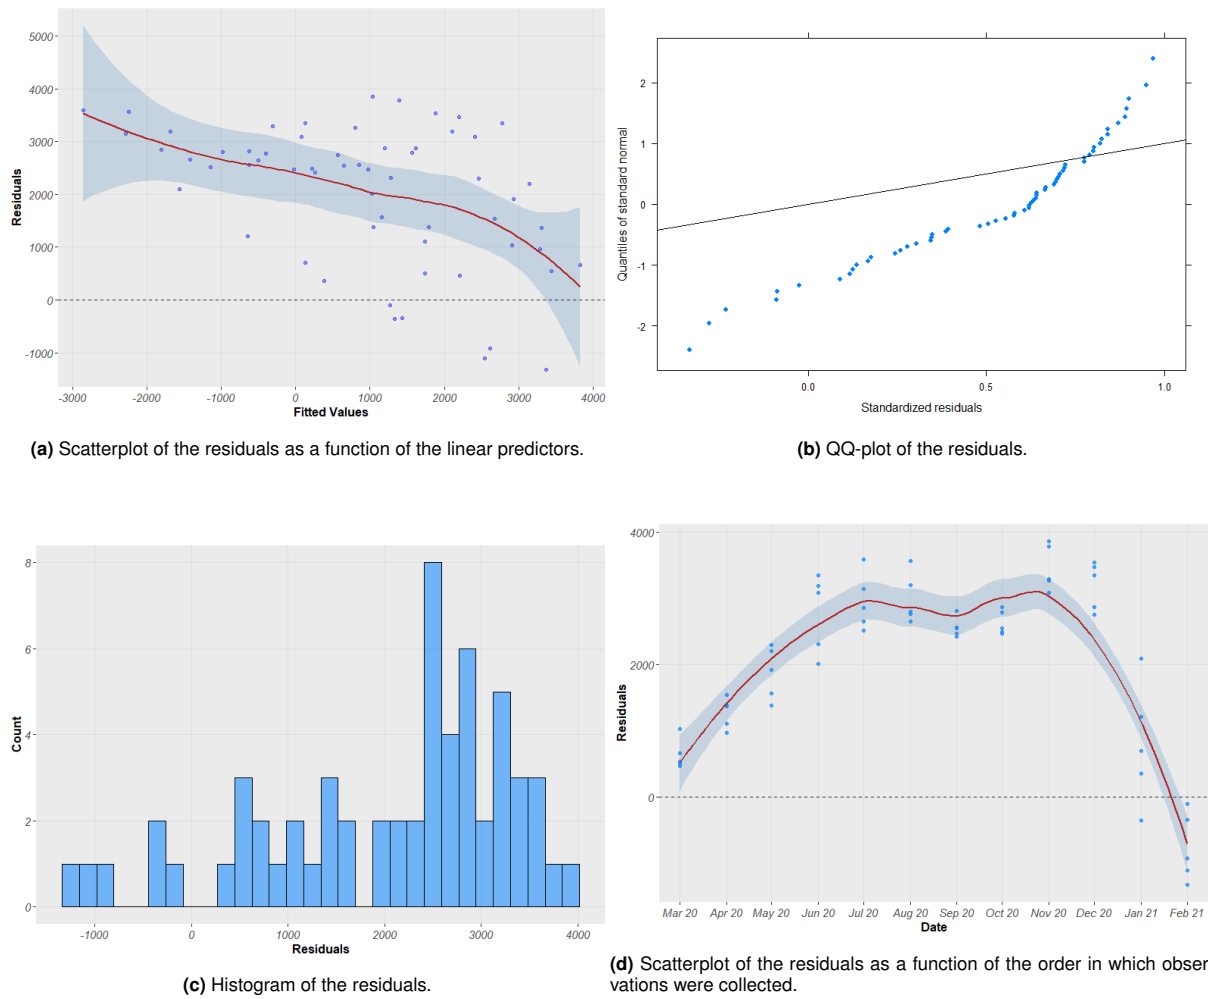 5000
4000
3000
2000
1000
0
-1000
Residuals
-3000 -2000 -1000 0 1000 2000 3000 4000
Fitted Values
(a) Scatterplot of the residuals as a function of the linear predictors.
2
1
0
-1
-2
Quantiles of standard normal
0.0 0.5 1.0
Standardized residuals
(b) QQ-plot of the residuals.
8
6
4
2
0
Count
-1000 0 1000 2000 3000 4000
Residuals
(c) Histogram of the residuals.
4000
2000
0
Residuals
Mar 20 Apr 20 May 20 Jun 20 Jul 20 Aug 20 Sep 20 Oct 20 Nov 20 Dec 20 Jan 21 Feb 21
Date
(d) Scatterplot of the residuals as a function of the order in which obser
vations were collected.